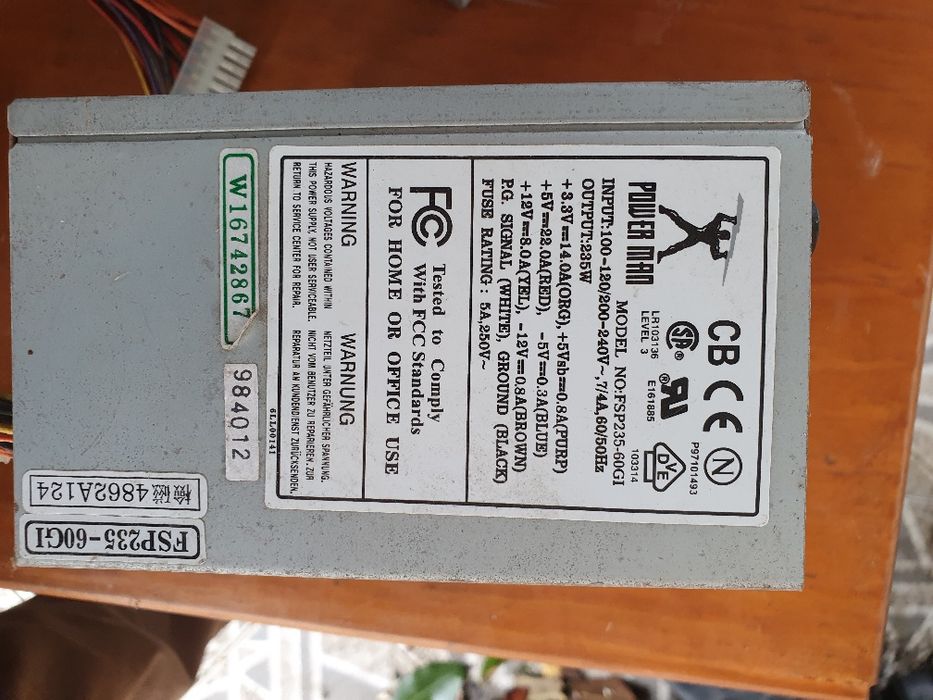 POWER MAN
CB CE N
LR103136
LEVEL 3
E161885
P97101493
DVE
103314
MODEL NO:FSP235-60GI
INPUT:100-120/200-240V~,7/4A,60/50Hz
OUTPUT:235W
+3.3V⎓14.0A(ORG),+5Vsb⎓0.8A(PURP)
+5V⎓22.0A(RED), -5V⎓0.3A(BLUE)
+12V⎓8.0A(YEL), -12V⎓0.8A(BROWN)
P.G. SIGNAL (WHITE), GROUND (BLACK)
FUSE RATING : 5A,250V~
FC Tested to Comply
With FCC Standards
FOR HOME OR OFFICE USE
WARNING
HAZARDOUS VOLTAGES CONTAINED WITHIN
THIS POWER SUPPLY, NOT USER SERVICEABLE.
RETURN TO SERVICE CENTER FOR REPAIR.
WARNUNG
NETZTEIL UNTER GEFÄHRLICHER SPANNUNG.
NICHT VOM BENUTZER ZU REPARIEREN. ZUR
REPARATUR AN KUNDENDIENST ZURÜCKSENDEN.
6LL00141
W16742867
984012
4862A124
FSP235-60GI